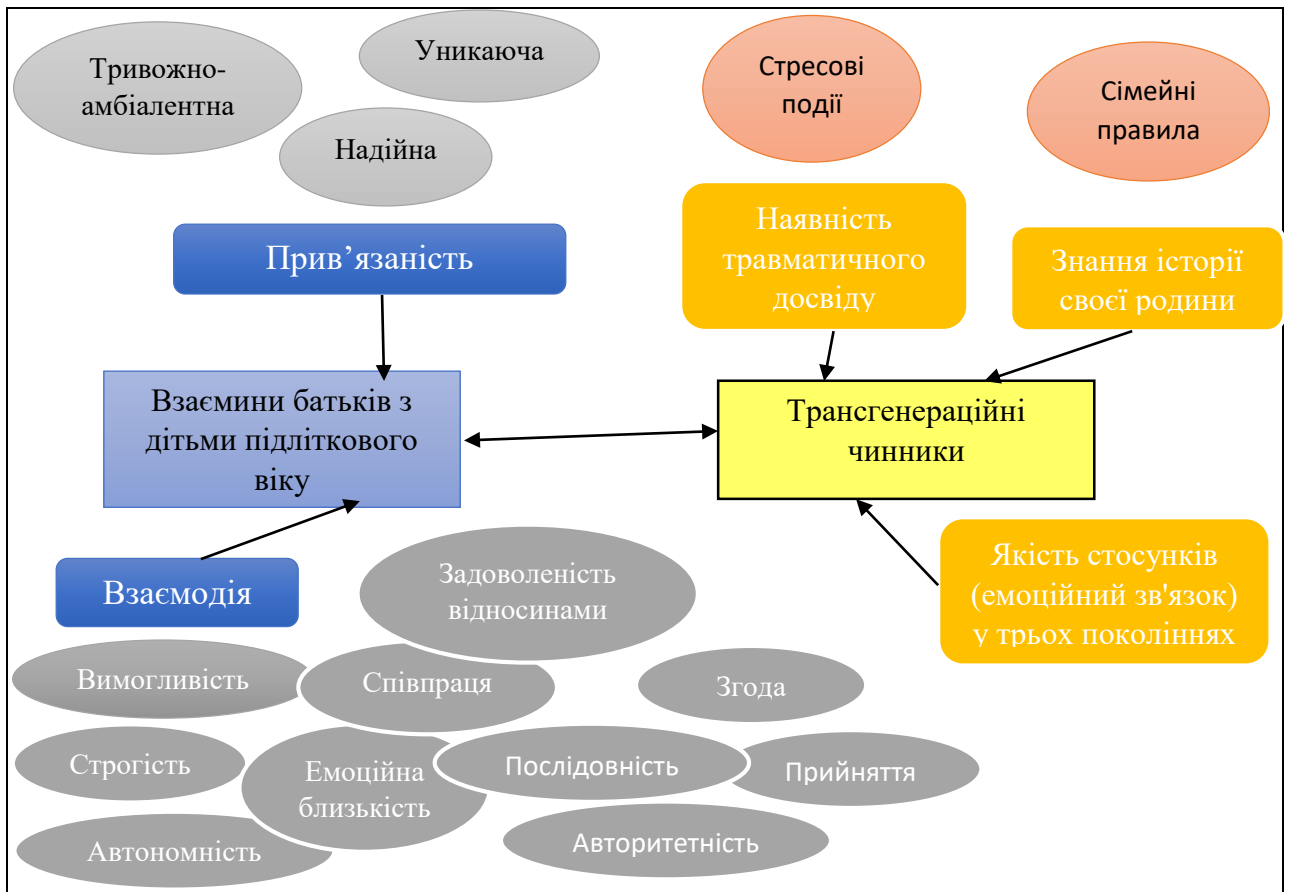 Тривожно-
амбіалентна
Уникаюча
Надійна
Стресові
події
Сімейні
правила
Прив’язаність
Наявність
травматичного
досвіду
Знання історії
своєї родини
Взаємини батьків з
дітьми підліткового
віку
Трансгенераційні
чинники
Взаємодія
Задоволеність
відносинами
Якість стосунків
(емоційний зв'язок)
у трьох поколіннях
Вимогливість
Співпраця
Згода
Строгість
Емоційна
близькість
Послідовність
Прийняття
Автономність
Авторитетність